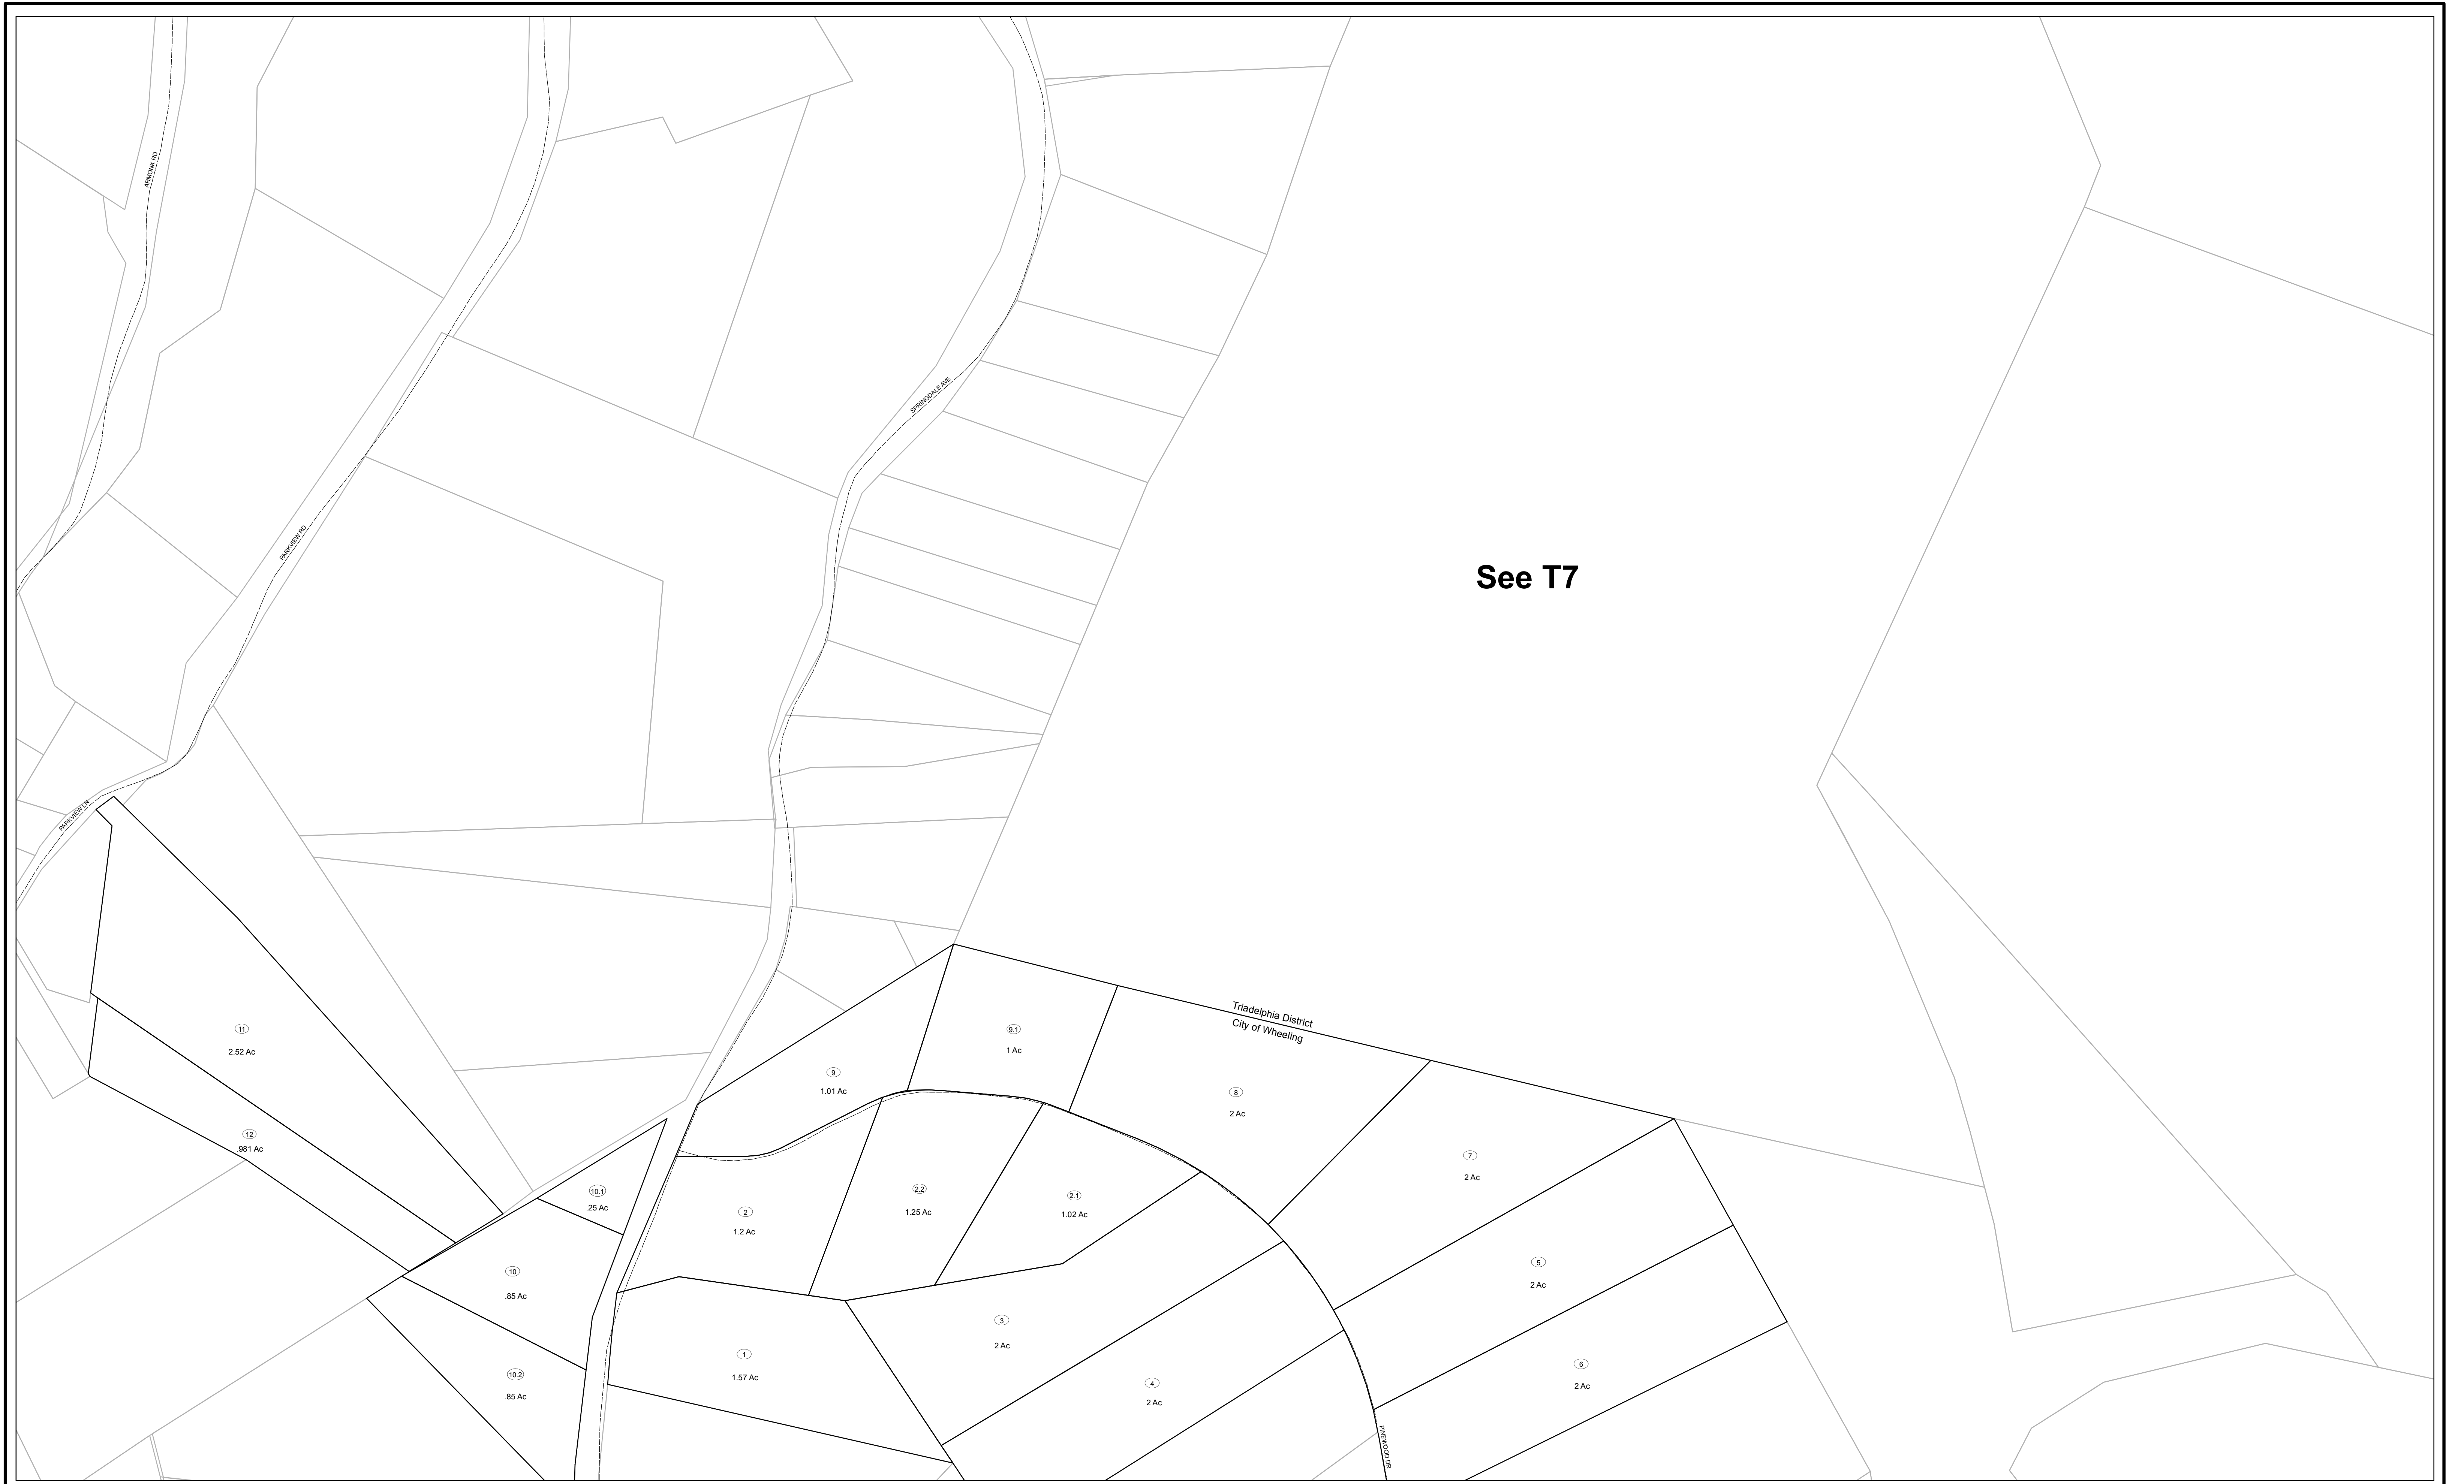 ARMONK RD
SPRINGDALE AVE
PARKVIEW RD
See T7
PARKVIEW LN
Triadelphia District
City of Wheeling
11
2.52 Ac
9.1
1 Ac
9
1.01 Ac
8
2 Ac
12
.981 Ac
7
2 Ac
10.1
.25 Ac
2.2
1.25 Ac
2.1
1.02 Ac
2
1.2 Ac
5
2 Ac
10
.85 Ac
3
2 Ac
1
1.57 Ac
6
2 Ac
10.2
.85 Ac
4
2 Ac
PINEWOOD DR